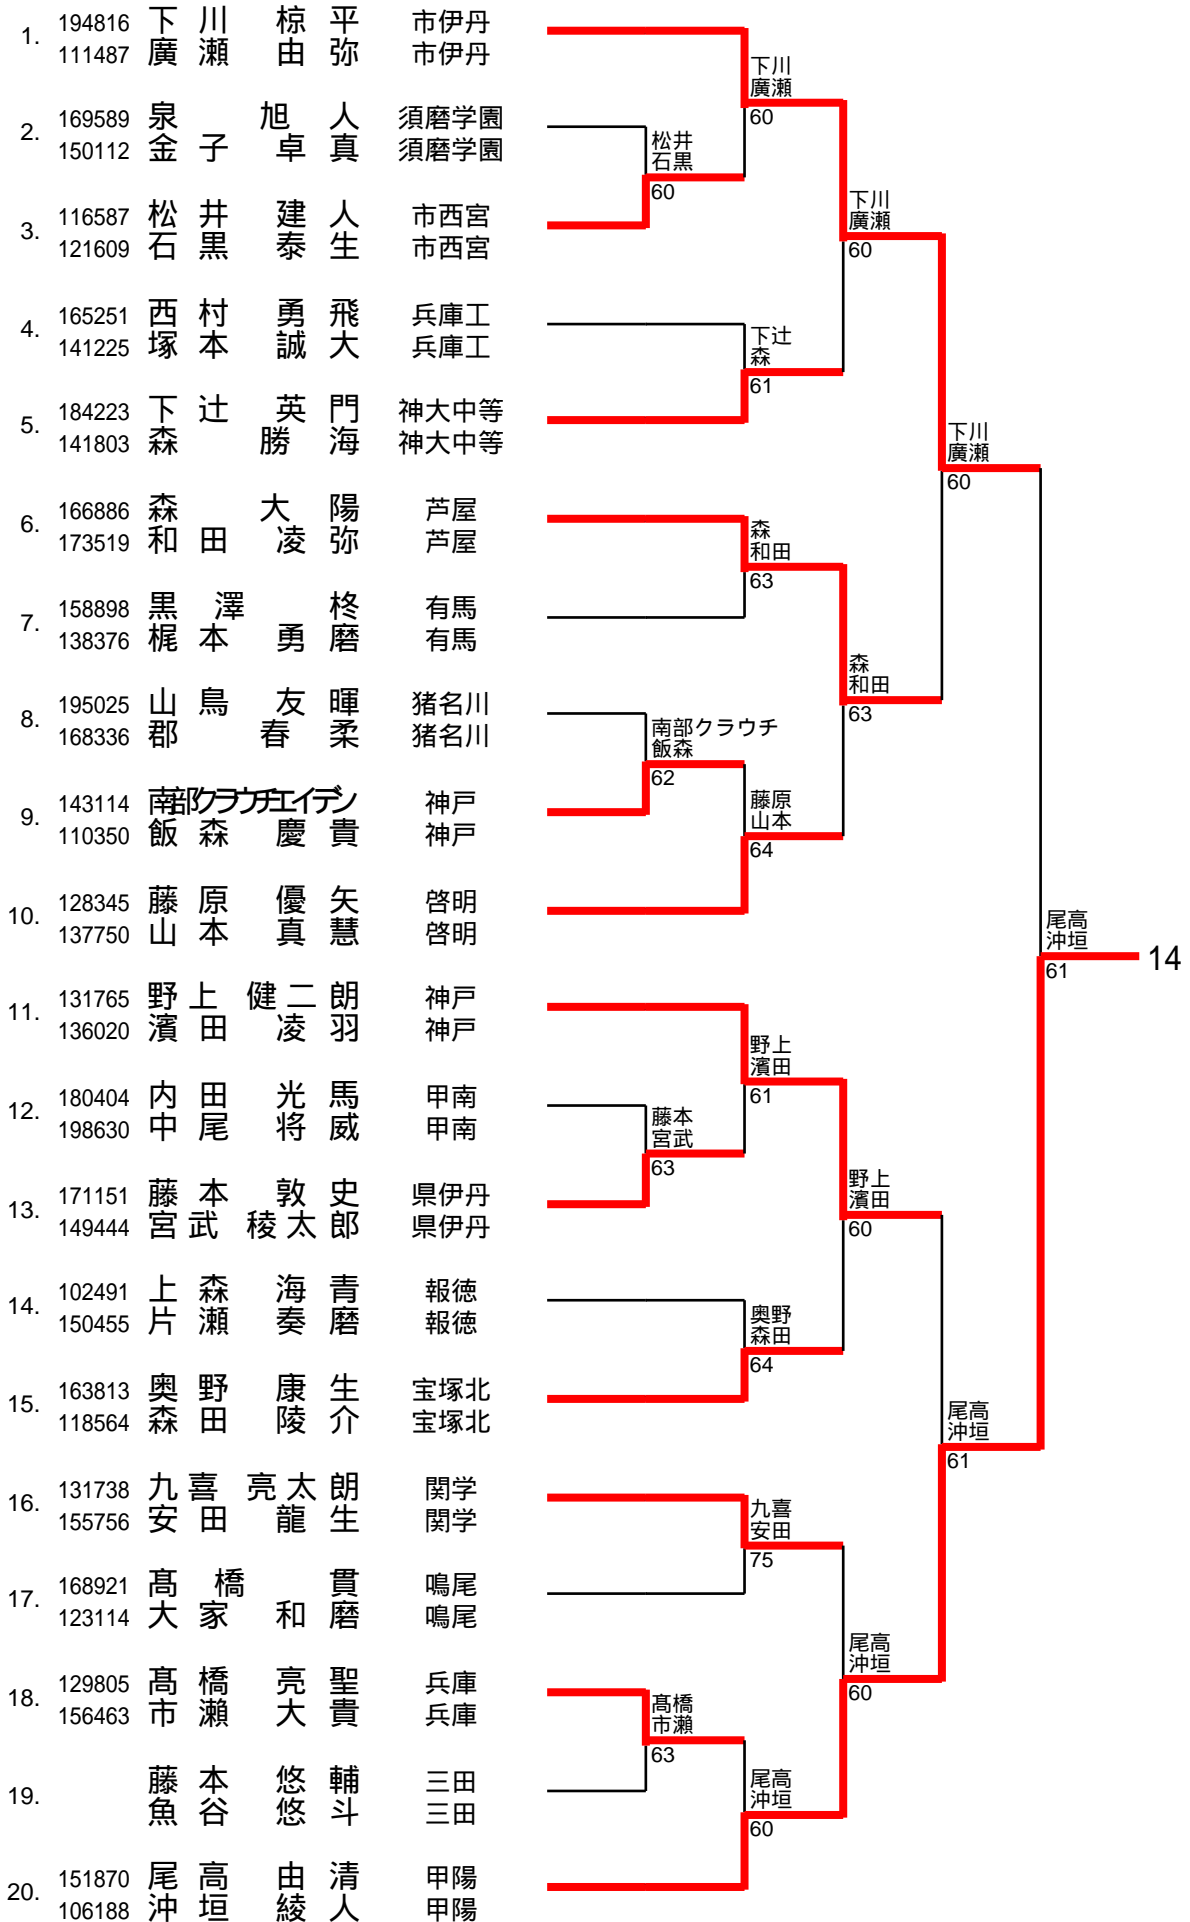 1. 194816 下川 椋平 市伊丹
111487 廣瀬 由弥 市伊丹
下川
廣瀬
60
2. 169589 泉 旭人 須磨学園
150112 金子 卓真 須磨学園
松井
石黒
60
3. 116587 松井 建人 市西宮
121609 石黒 泰生 市西宮
下川
廣瀬
60
4. 165251 西村 勇飛 兵庫工
141225 塚本 誠大 兵庫工
下辻
森
61
5. 184223 下辻 英門 神大中等
141803 森 勝海 神大中等
下川
廣瀬
60
6. 166886 森 大陽 芦屋
173519 和田 凌弥 芦屋
森
和田
63
7. 158898 黒澤 柊 有馬
138376 梶本 勇磨 有馬
森
和田
63
8. 195025 山鳥 友暉 猪名川
168336 郡 春柔 猪名川
南部クラウチ
飯森
62
9. 143114 南部クラウチエイデン 神戸
110350 飯森 慶貴 神戸
藤原
山本
64
10. 128345 藤原 優矢 啓明
137750 山本 真慧 啓明
尾高
沖垣
61
14
11. 131765 野上 健二朗 神戸
136020 濱田 凌羽 神戸
野上
濱田
61
12. 180404 内田 光馬 甲南
198630 中尾 将威 甲南
藤本
宮武
63
13. 171151 藤本 敦史 県伊丹
149444 宮武 稜太郎 県伊丹
野上
濱田
60
14. 102491 上森 海青 報徳
150455 片瀬 奏磨 報徳
奥野
森田
64
15. 163813 奥野 康生 宝塚北
118564 森田 陵介 宝塚北
尾高
沖垣
61
16. 131738 九喜 亮太朗 関学
155756 安田 龍生 関学
九喜
安田
75
17. 168921 髙橋 貫 鳴尾
123114 大家 和磨 鳴尾
尾高
沖垣
60
18. 129805 髙橋 亮聖 兵庫
156463 市瀬 大貴 兵庫
髙橋
市瀬
63
19. 藤本 悠輔 三田
魚谷 悠斗 三田
尾高
沖垣
60
20. 151870 尾高 由清 甲陽
106188 沖垣 綾人 甲陽